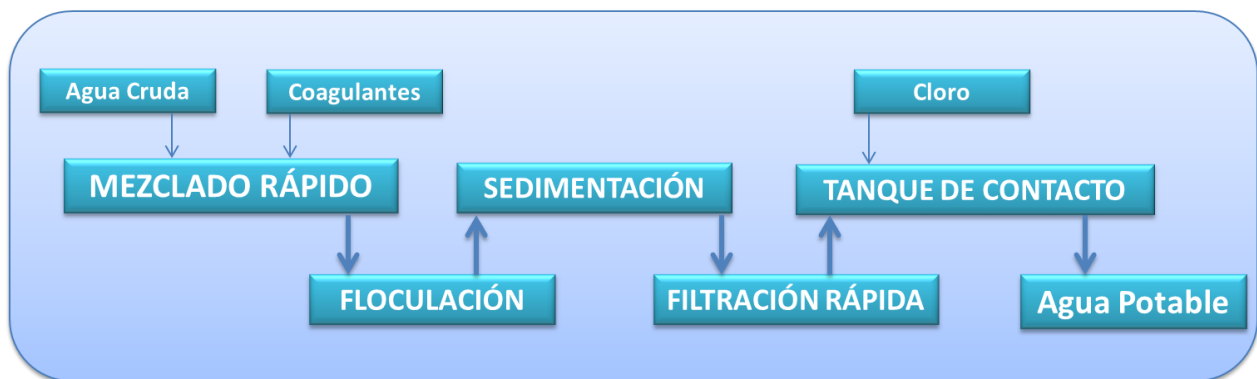 Agua Cruda
Coagulantes
Cloro
MEZCLADO RÁPIDO
SEDIMENTACIÓN
TANQUE DE CONTACTO
FLOCULACIÓN
FILTRACIÓN RÁPIDA
Agua Potable